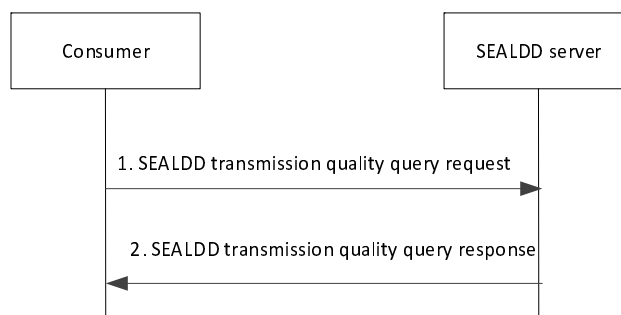 Consumer
SEALDD server
1. SEALDD transmission quality query request
2. SEALDD transmission quality query response